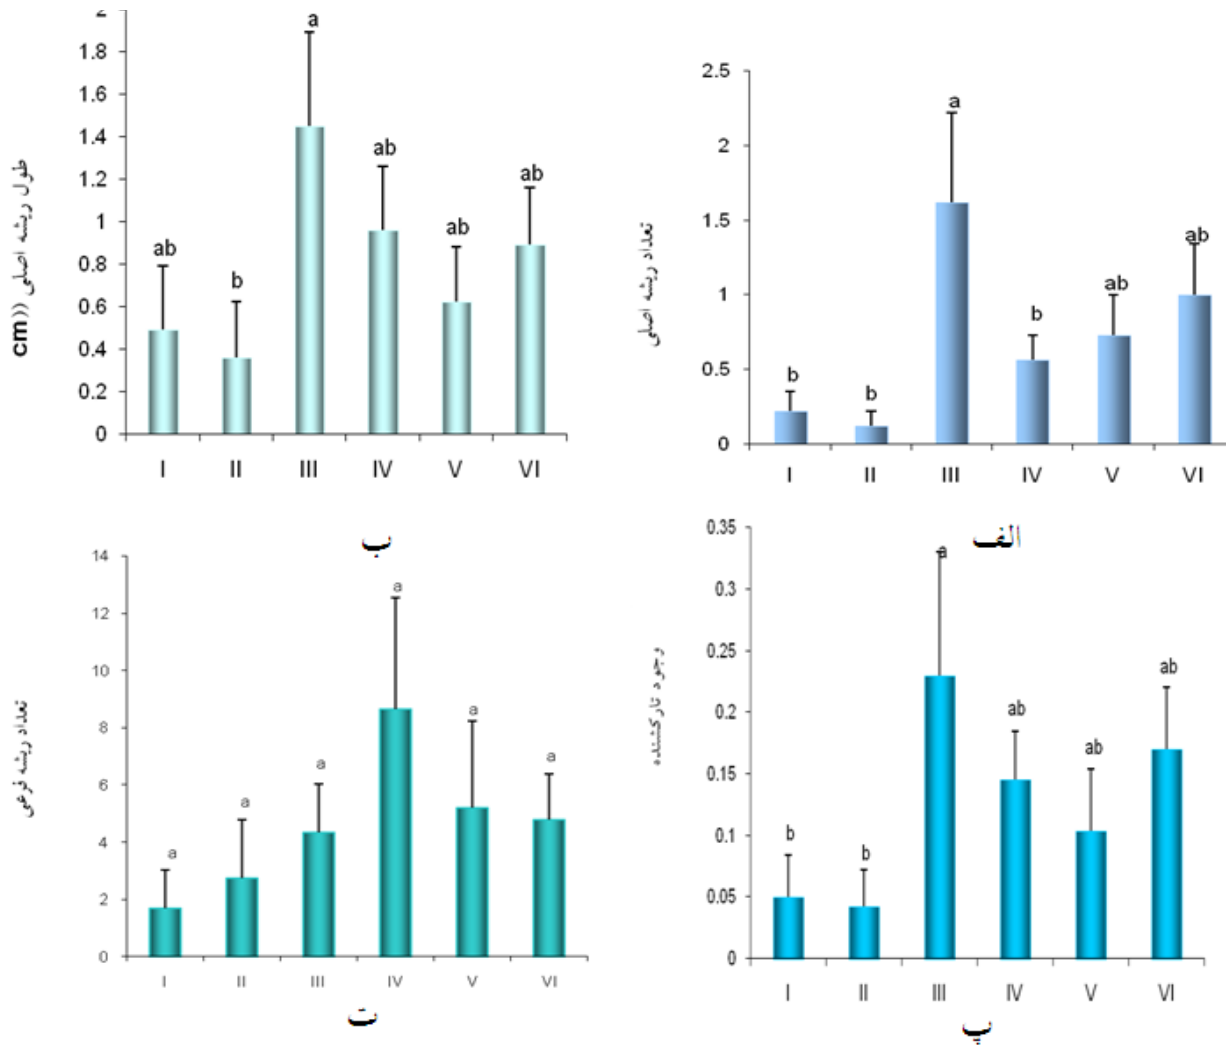 2
1.8
1.6
1.4
1.2
1
0.8
0.6
0.4
0.2
0
طول ریشه اصلی ((cm
ab
b
a
ab
ab
ab
I II III IV V VI
ب
2.5
2
1.5
1
0.5
0
تعداد ریشه اصلی
b
b
a
b
ab
ab
I II III IV V VI
الف
14
12
10
8
6
4
2
0
تعداد ریشه فرعی
a
a
a
a
a
a
I II III IV V VI
ت
0.35
0.3
0.25
0.2
0.15
0.1
0.05
0
وجود تارکشنده
b
b
a
ab
ab
ab
I II III IV V VI
پ